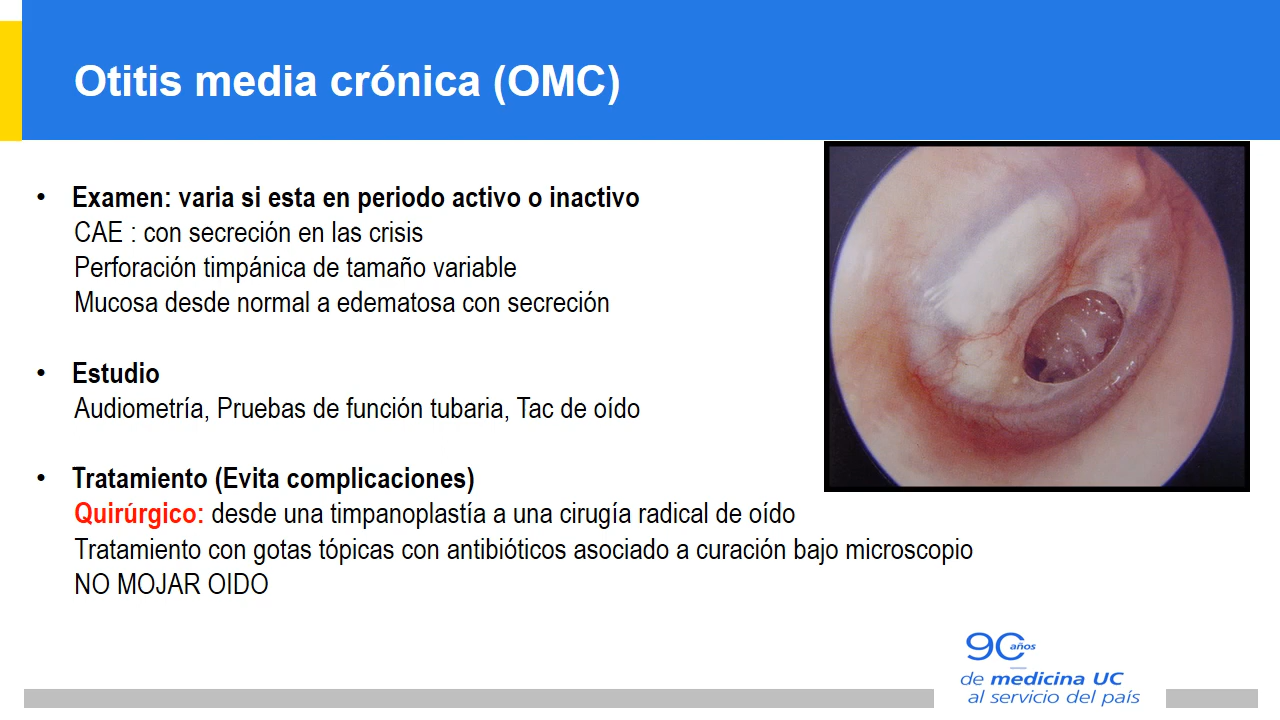 Otitis media crónica (OMC)
• Examen: varia si esta en periodo activo o inactivo
CAE : con secreción en las crisis
Perforación timpánica de tamaño variable
Mucosa desde normal a edematosa con secreción
• Estudio
Audiometría, Pruebas de función tubaria, Tac de oído
• Tratamiento (Evita complicaciones)
Quirúrgico: desde una timpanoplastía a una cirugía radical de oído
Tratamiento con gotas tópicas con antibióticos asociado a curación bajo microscopio
NO MOJAR OIDO
90 años
de medicina UC
al servicio del país